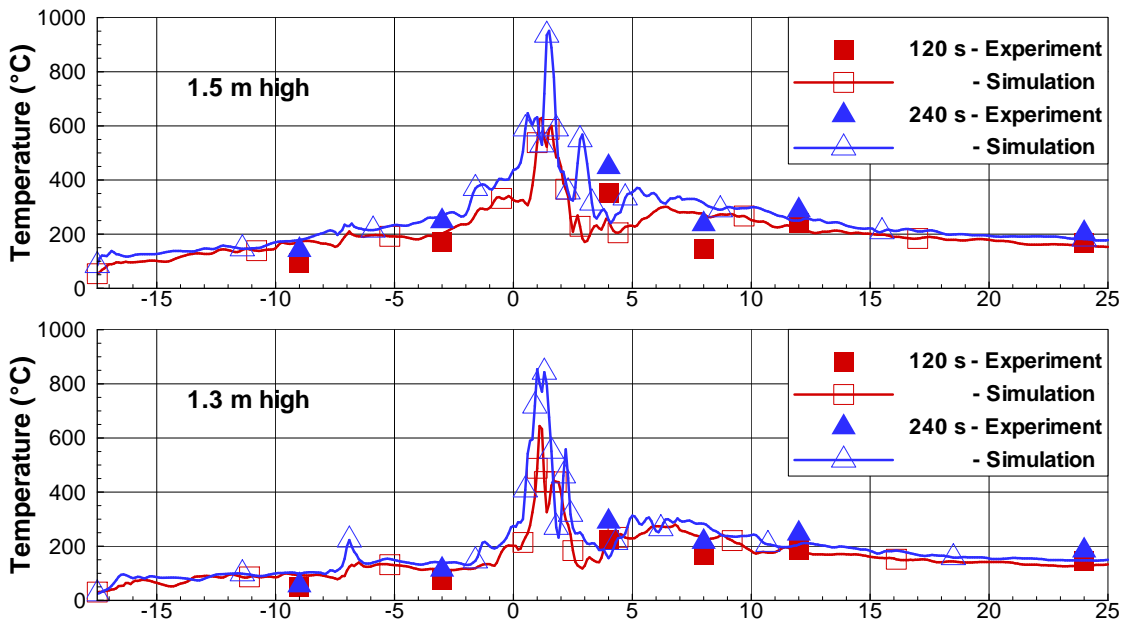 1000
800
600
400
200
0
Temperature (°C)
1.5 m high
120 s - Experiment
- Simulation
240 s - Experiment
- Simulation
-15 -10 -5 0 5 10 15 20 25
1000
800
600
400
200
0
Temperature (°C)
1.3 m high
120 s - Experiment
- Simulation
240 s - Experiment
- Simulation
-15 -10 -5 0 5 10 15 20 25